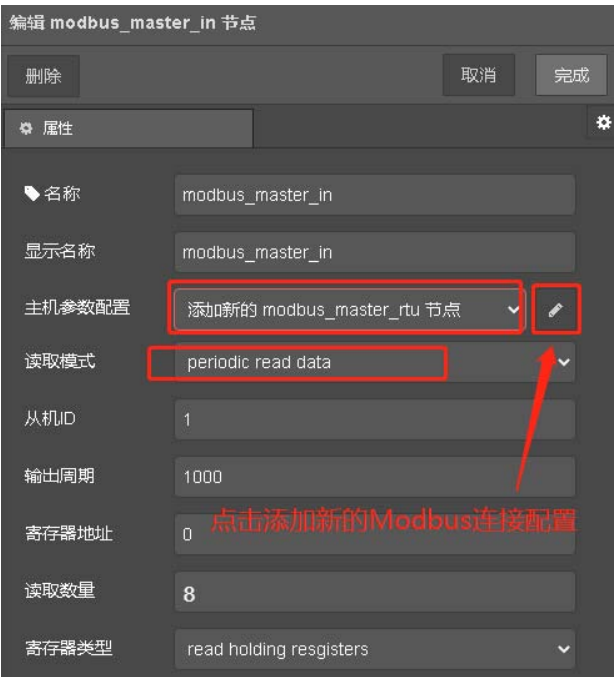 编辑 modbus_master_in 节点
删除 取消 完成
属性
名称 modbus_master_in
显示名称 modbus_master_in
主机参数配置 添加新的 modbus_master_rtu 节点
读取模式 periodic read data
从机ID 1
输出周期 1000
点击添加新的Modbus连接配置
寄存器地址 0
读取数量 8
寄存器类型 read holding resgisters